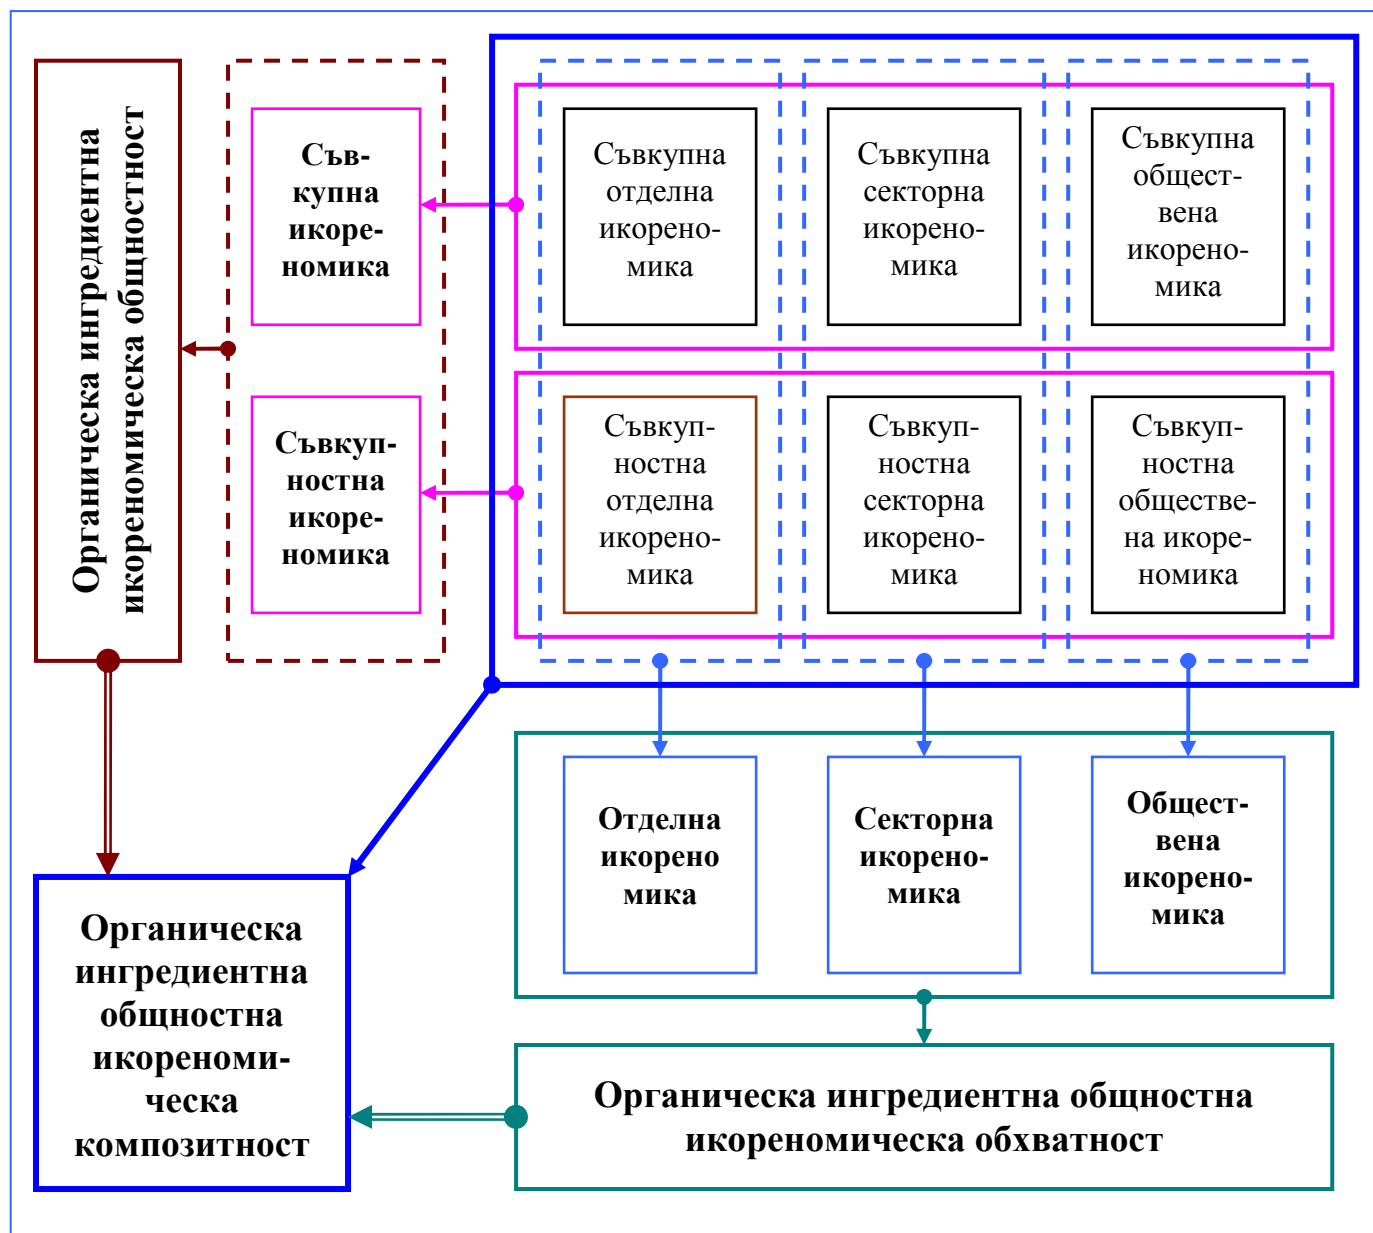 Органическа ингредиентна
икореномическа общностност
Съв-
купна
икоре-
номика
Съвкупна
отделна
икорено-
мика
Съвкупна
секторна
икорено-
мика
Съвкупна
общест-
вена
икорено-
мика
Съвкуп-
ностна
икоре-
номика
Съвкуп-
ностна
отделна
икорено-
мика
Съвкуп-
ностна
секторна
икорено-
мика
Съвкуп-
ностна
обществе-
на икоре-
номика
Отделна
икорено
мика
Секторна
икорено-
мика
Общест-
вена
икорено-
мика
Органическа
ингредиентна
общностна
икореноми-
ческа
композитност
Органическа ингредиентна общностна
икореномическа обхватност